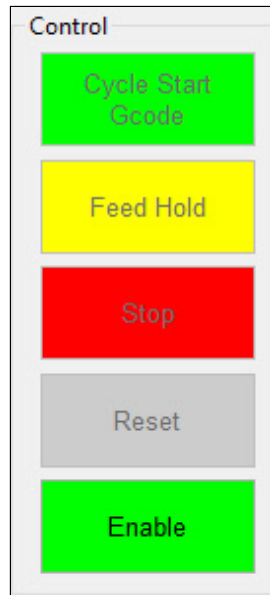 Control
Cycle Start
Gcode
Feed Hold
Stop
Reset
Enable